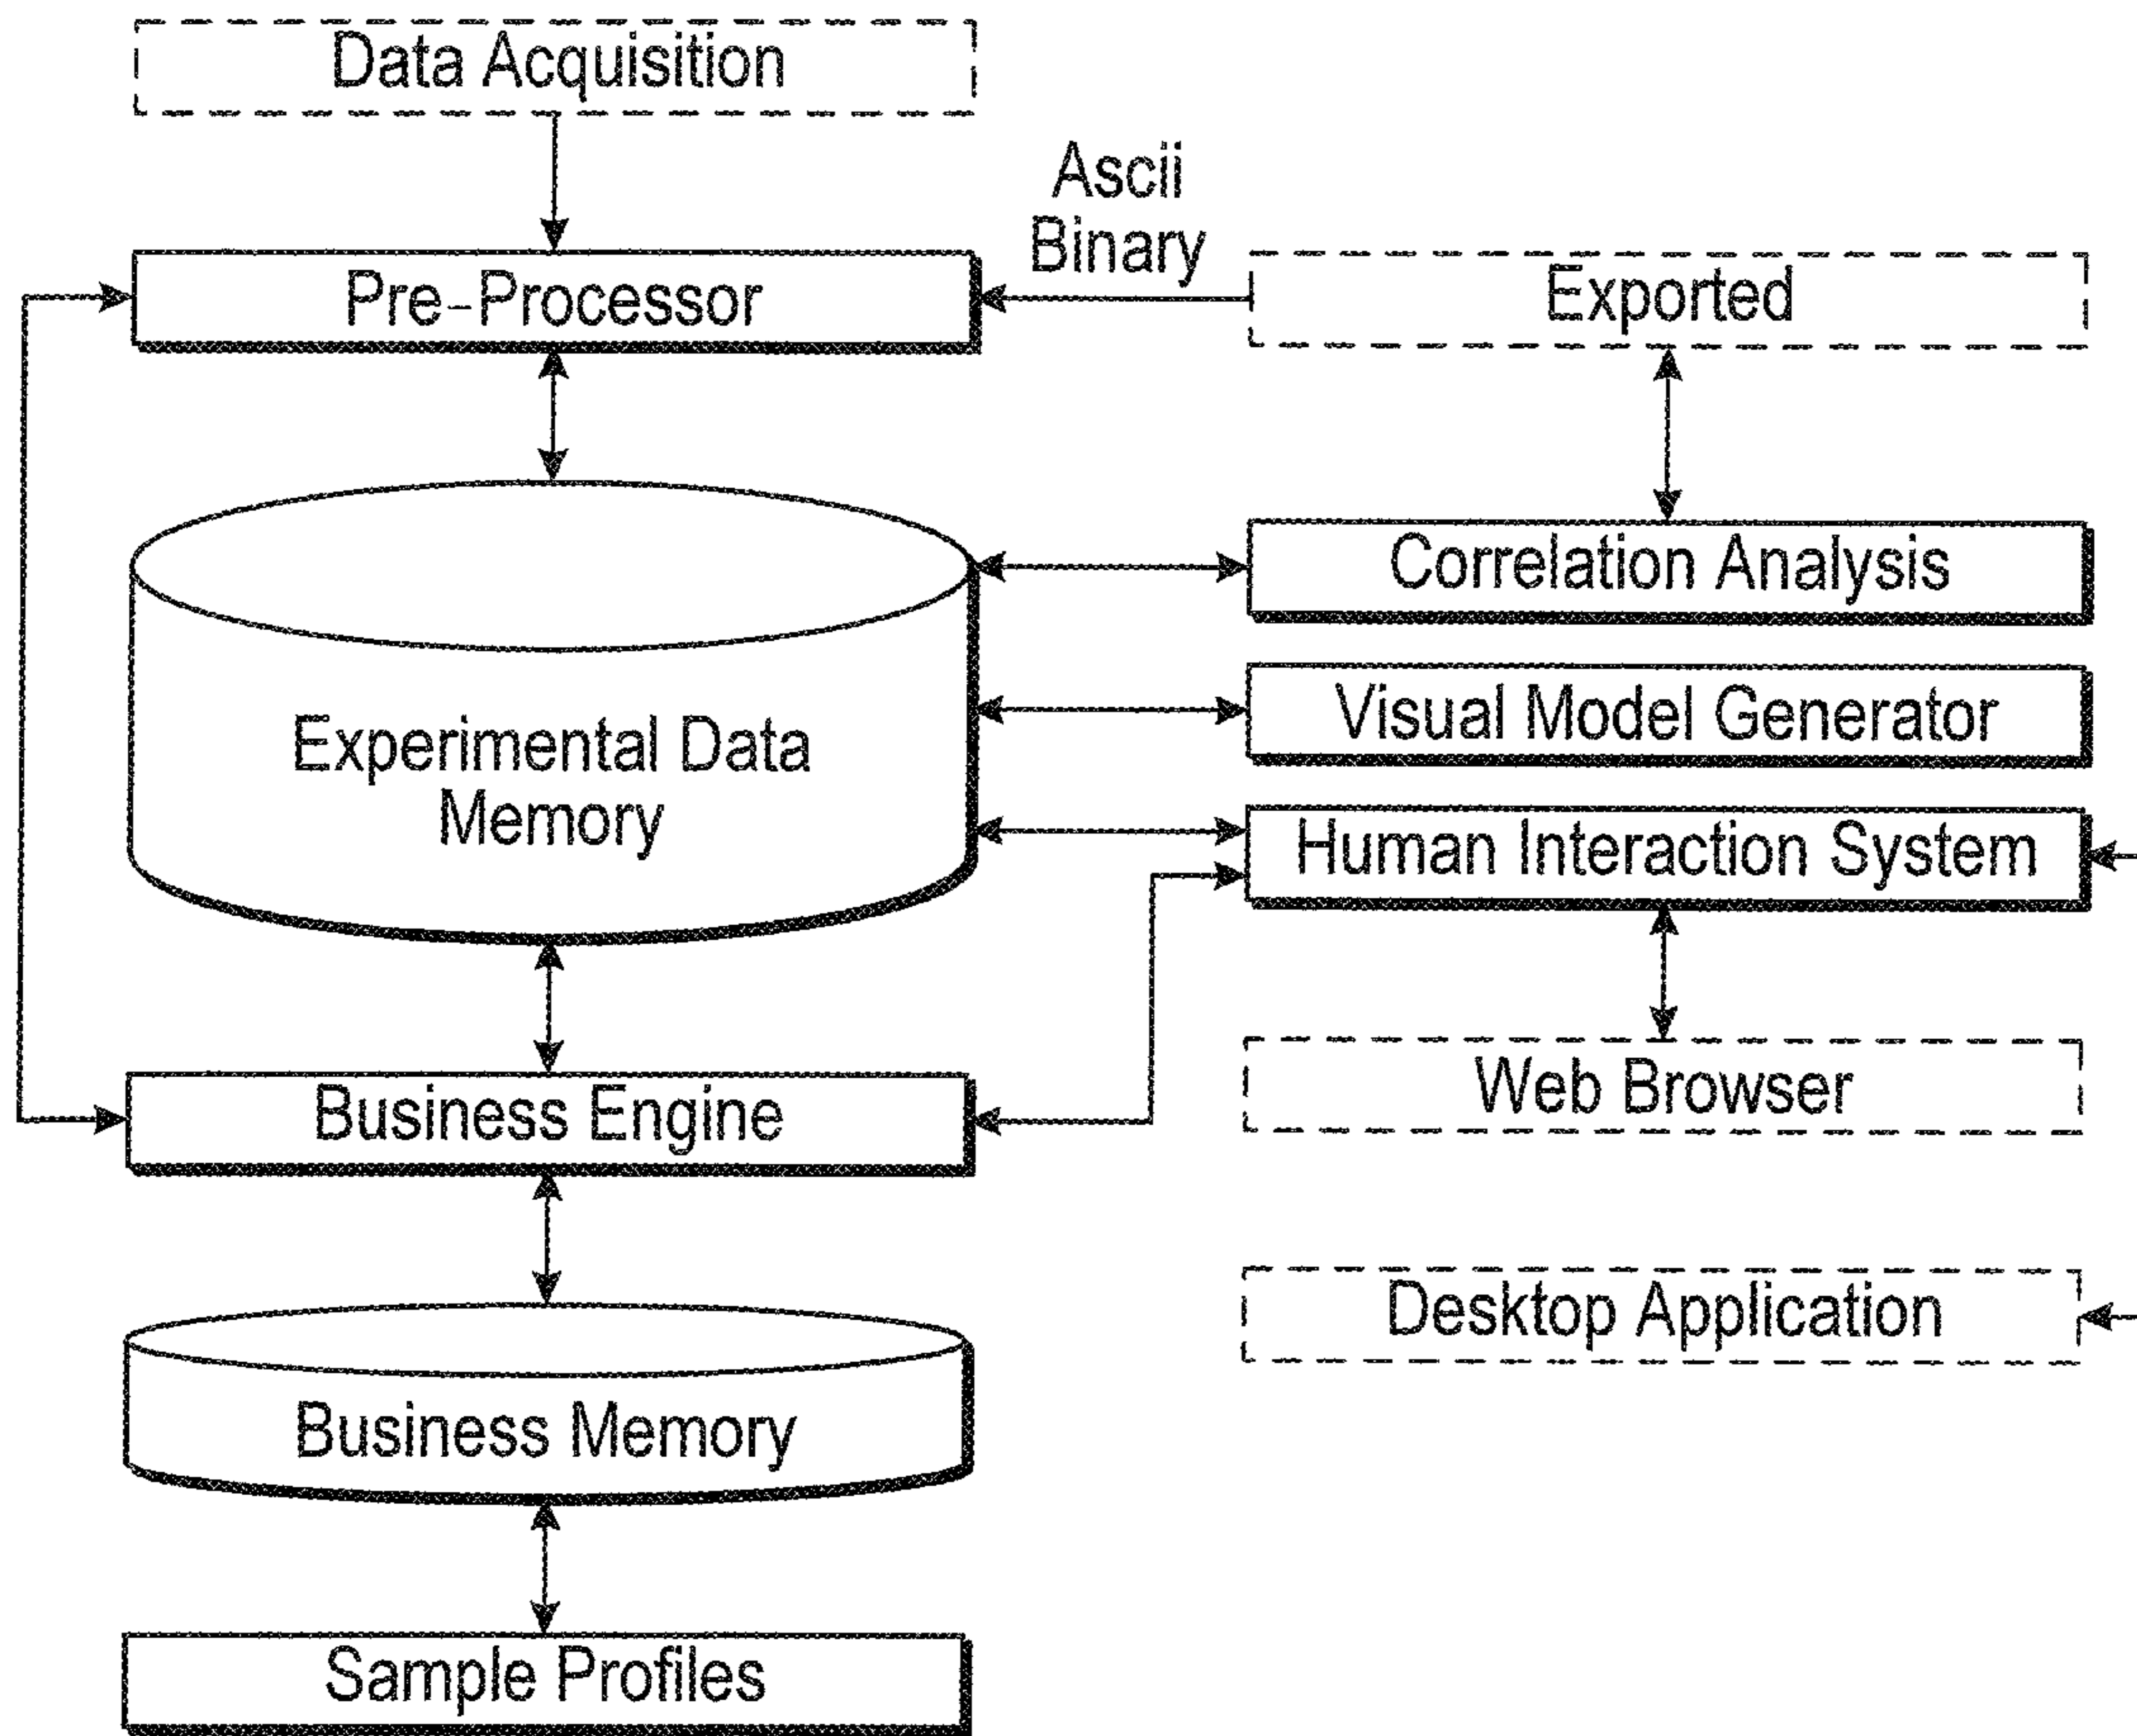 Data Acquisition
Ascii
Binary
Pre-Processor
Exported
Correlation Analysis
Experimental Data
Memory
Visual Model Generator
Human Interaction System
Business Engine
Web Browser
Desktop Application
Business Memory
Sample Profiles